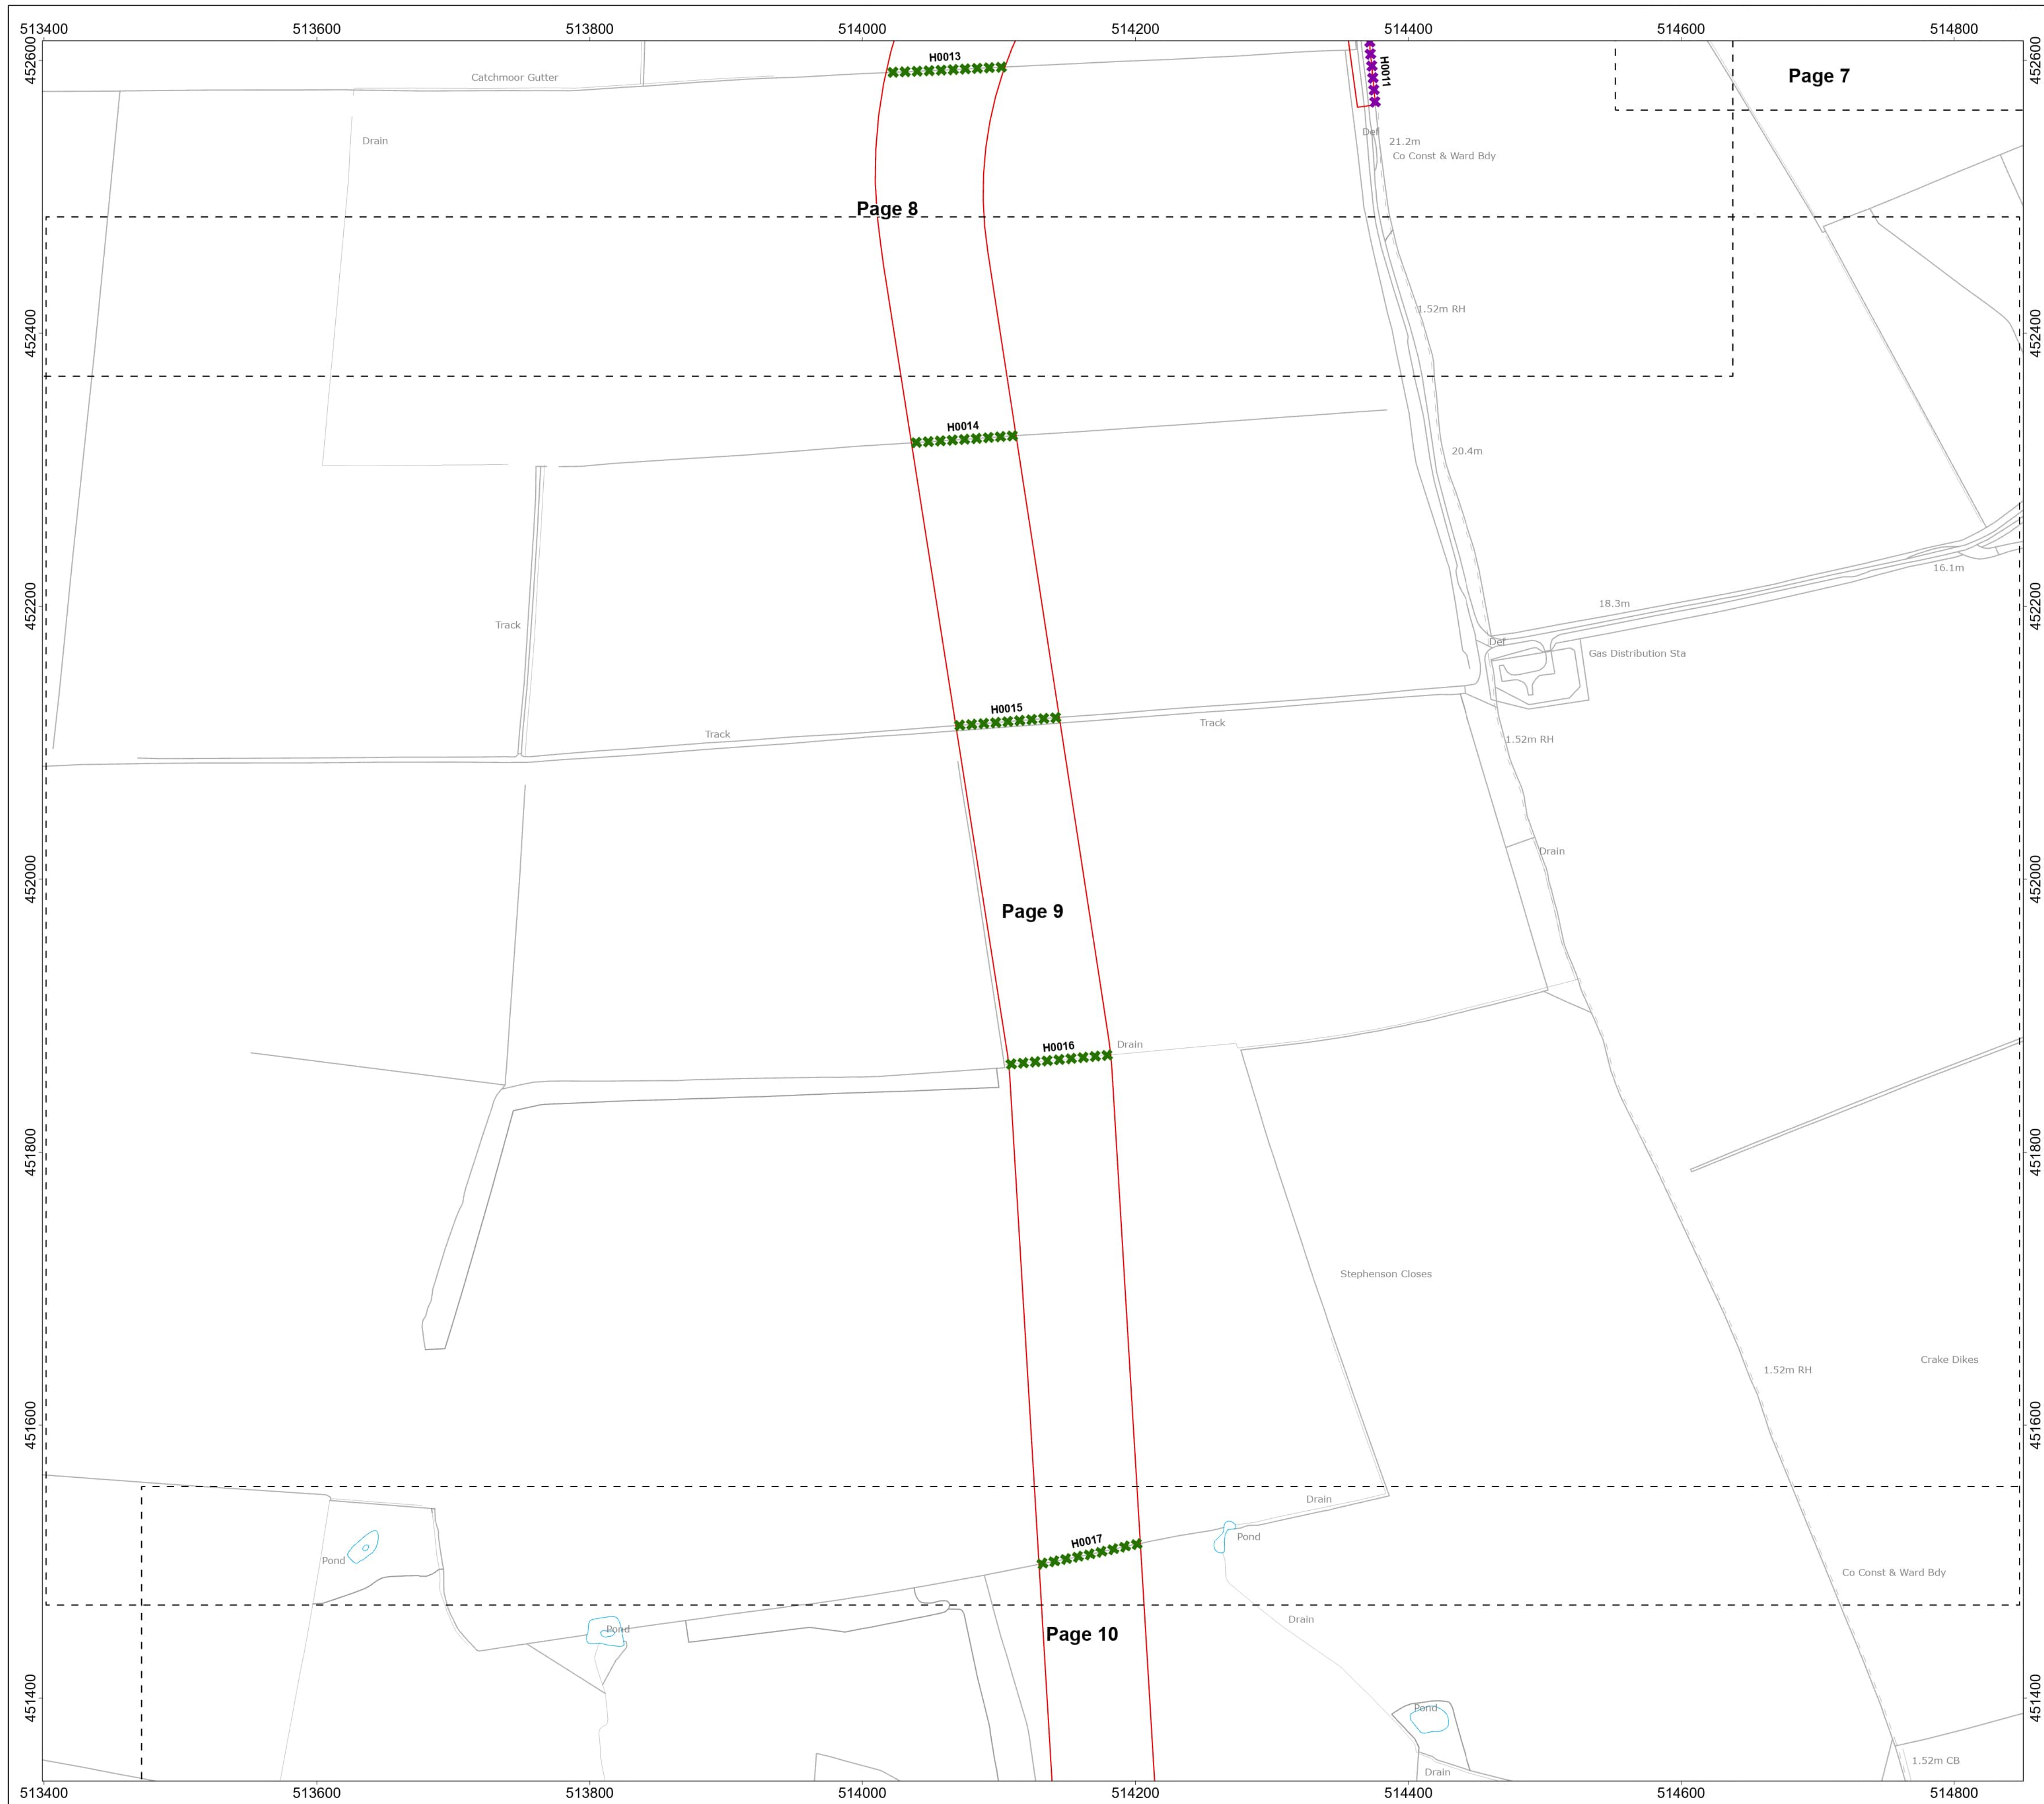 513400
513600
513800
514000
514200
514400
514600
514800
452600
452600
Catchmoor Gutter
H0013
H0011
Page 7
Drain
Def
21.2m
Co Const & Ward Bdy
Page 8
1.52m RH
452400
452400
H0014
20.4m
16.1m
18.3m
452200
452200
Track
Def
Gas Distribution Sta
H0015
Track
Track
1.52m RH
Drain
452000
452000
Page 9
H0016
Drain
451800
451800
Stephenson Closes
Crake Dikes
1.52m RH
451600
451600
Drain
H0017
Pond
Pond
Co Const & Ward Bdy
Drain
Pond
Page 10
451400
451400
Pond
1.52m CB
Drain
513400
513600
513800
514000
514200
514400
514600
514800